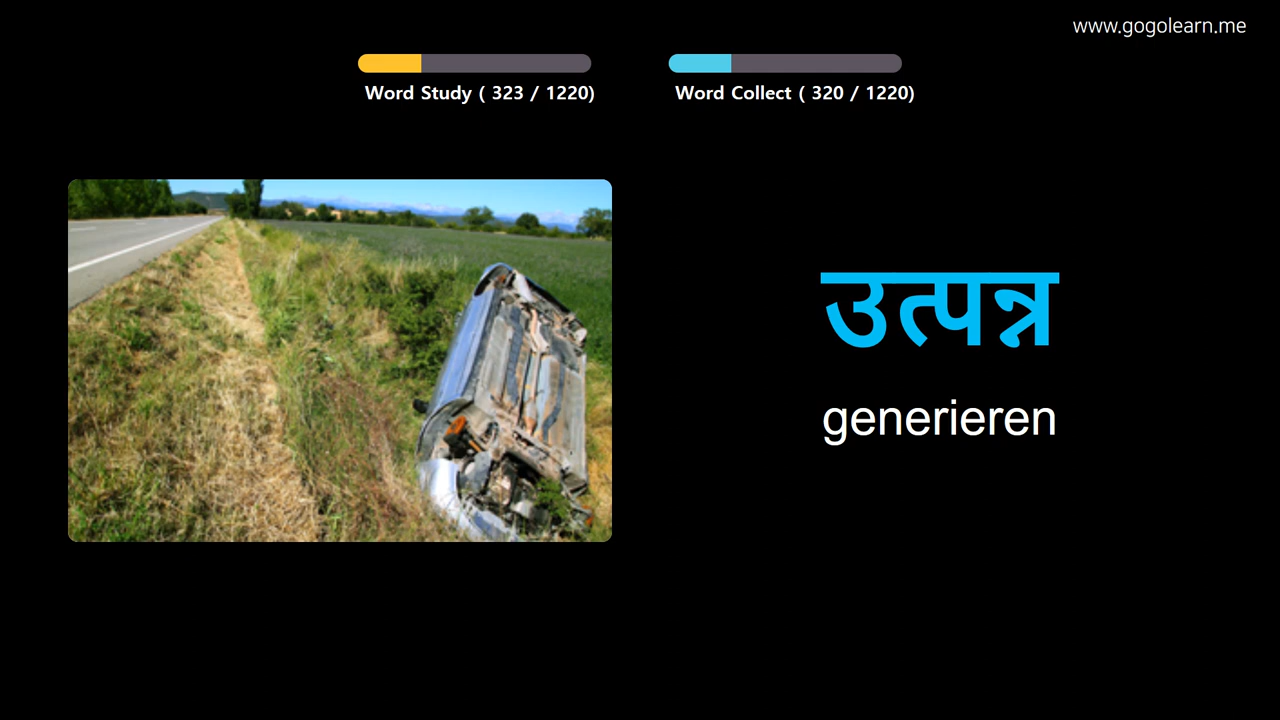 www.gogolearn.me
Word Study ( 323 / 1220)
Word Collect ( 320 / 1220)
उत्पन्न
generieren